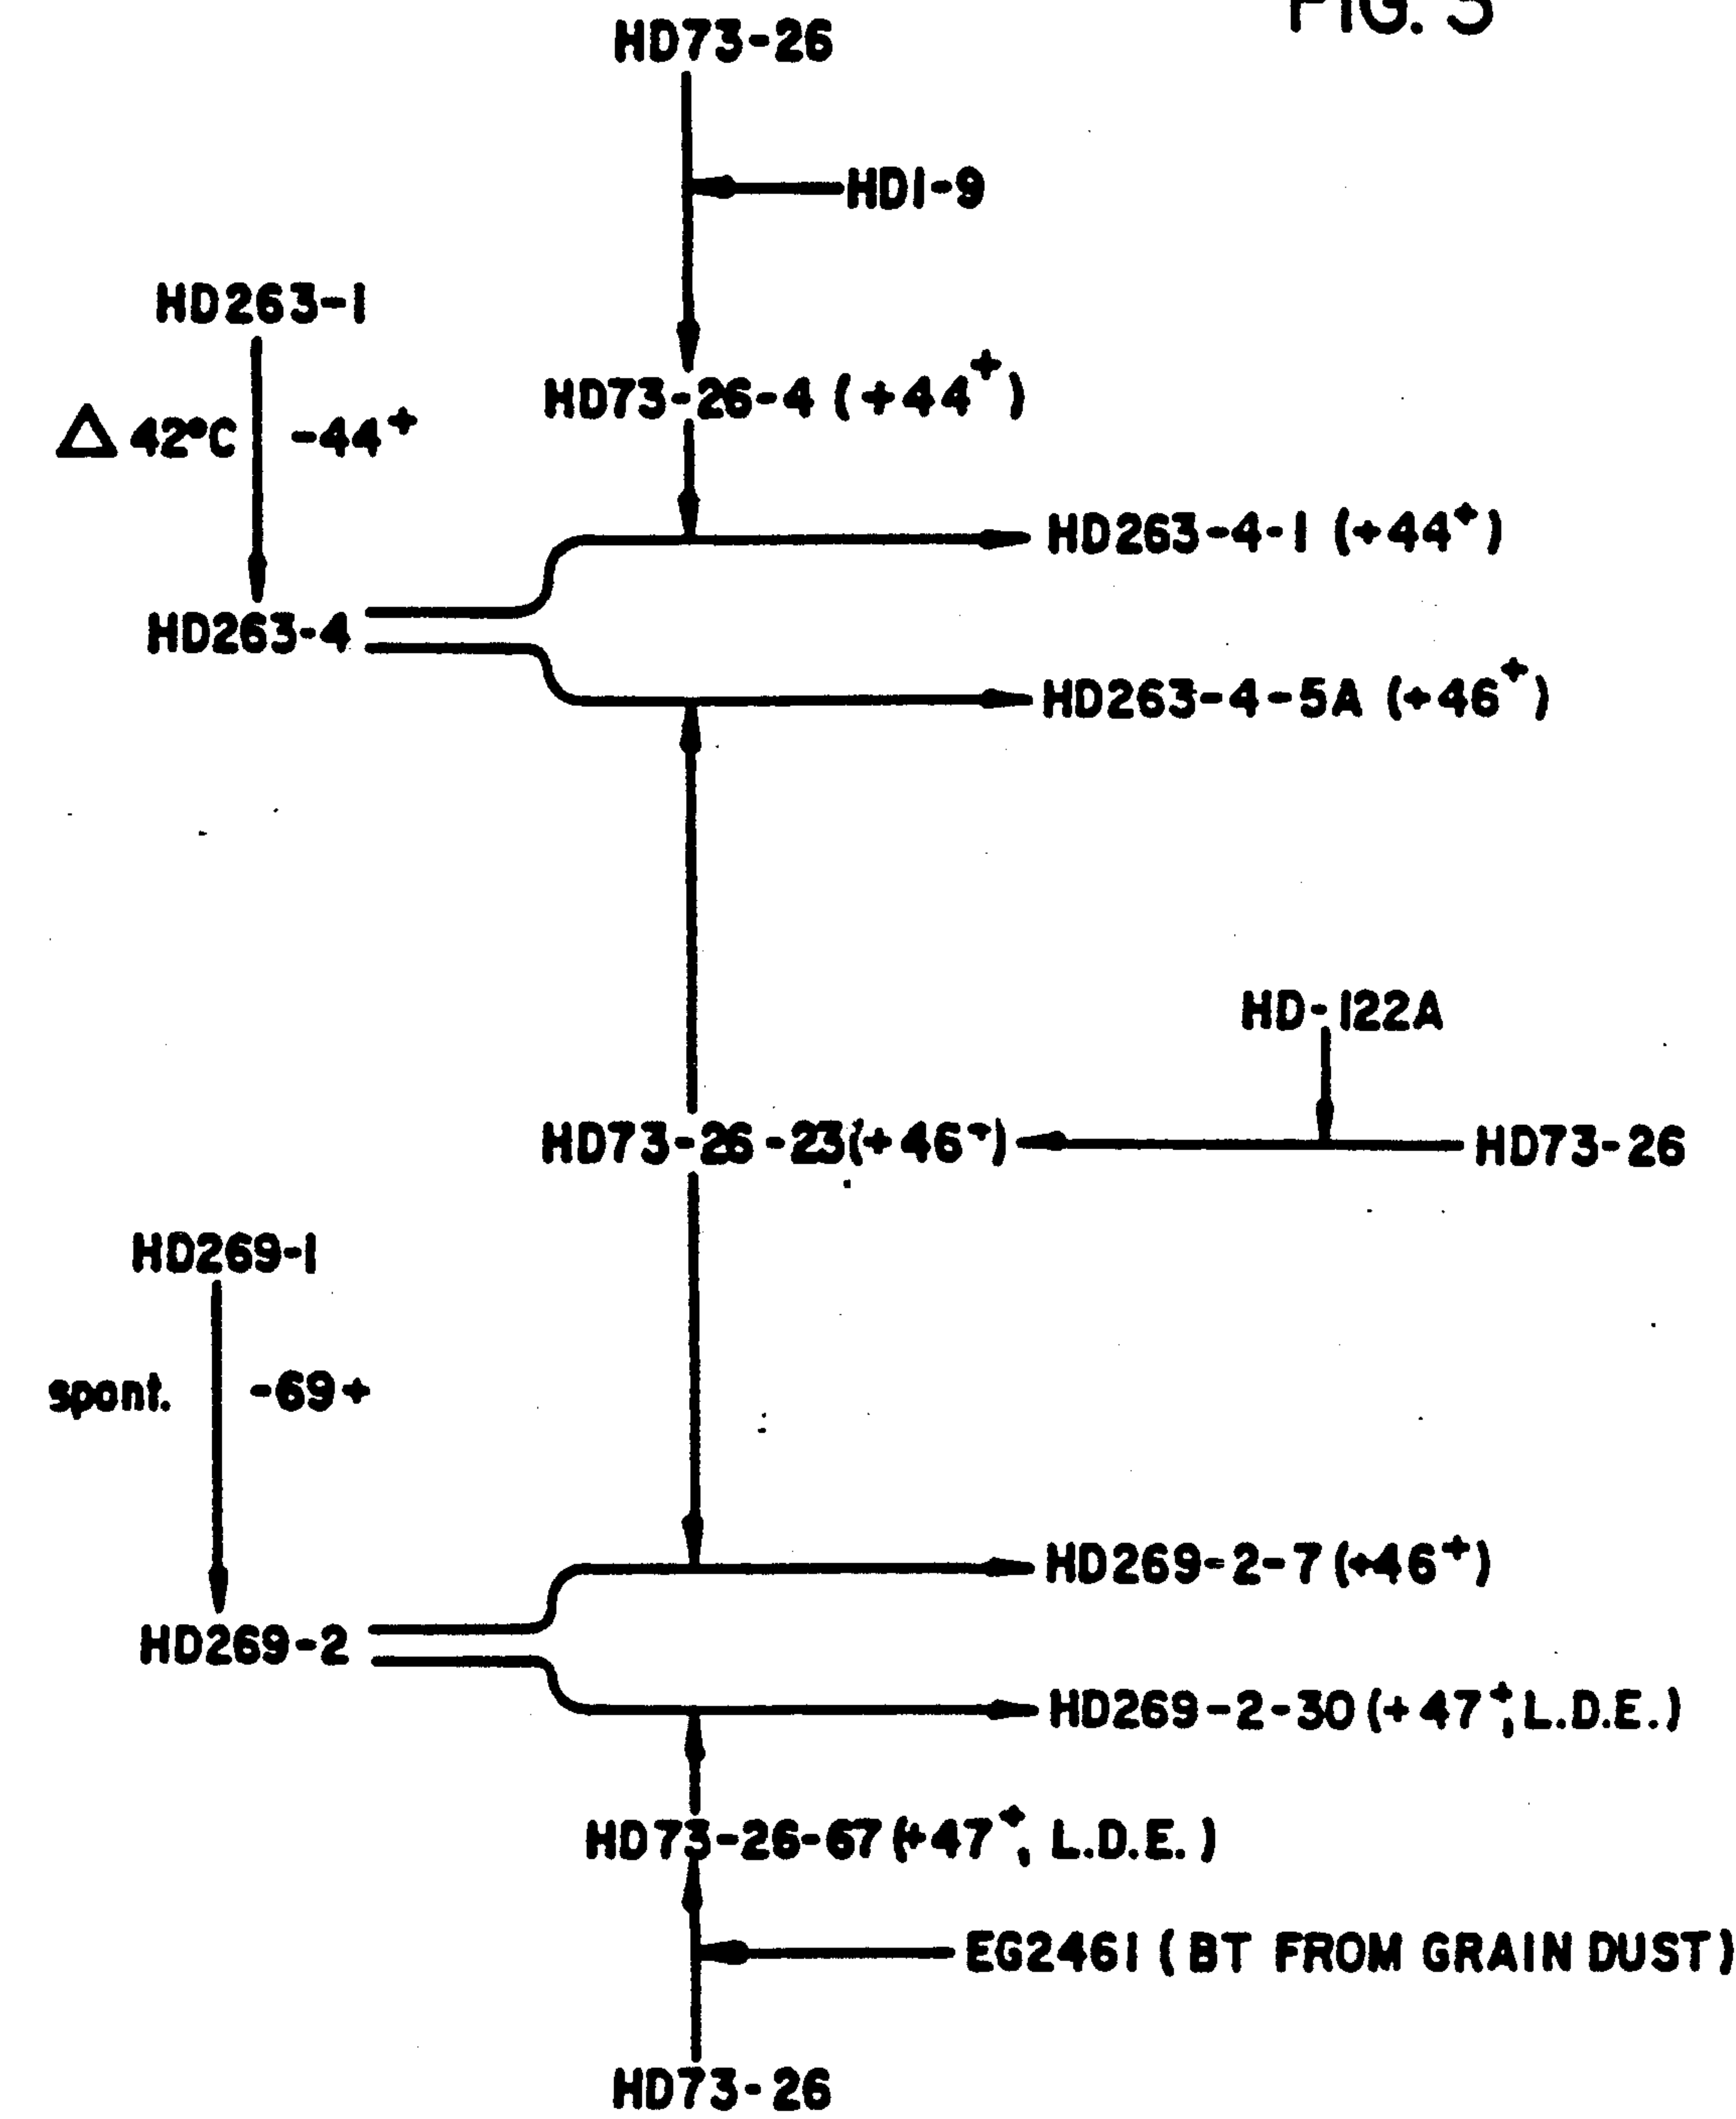 FIG. 3
HD73-26
HD1-9
HD263-1
HD73-26-4 (+44⁺)
△ 42°C -44⁺
HD263-4-1 (+44⁺)
HD263-4
HD263-4-5A (+46⁺)
HD-122A
HD73-26-23(+46⁺)
HD73-26
HD269-1
spont. -69+
HD269-2-7 (+46⁺)
HD269-2
HD269-2-30 (+47⁺, L.D.E.)
HD73-26-67 (+47⁺, L.D.E.)
EG2461 (BT FROM GRAIN DUST)
HD73-26